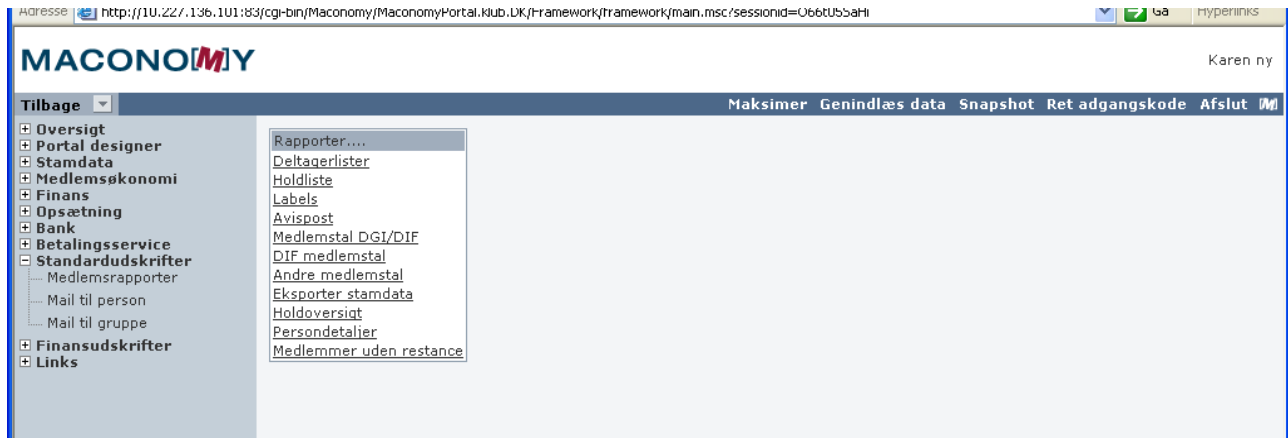 Adresse http://10.227.136.101:83/cgi-bin/Maconomy/MaconomyPortal.klub.DK/Framework/framework/main.msc?sessionid=O66t0SSaHi Gå Hyperlinks
MACONO[M]Y Karen ny
Tilbage Maksimer Genindlæs data Snapshot Ret adgangskode Afslut [M]
Oversigt
Portal designer
Stamdata
Medlemsøkonomi
Finans
Opsætning
Bank
Betalingsservice
Standardudskrifter
Medlemsrapporter
Mail til person
Mail til gruppe
Finansudskrifter
Links
Rapporter....
Deltagerlister
Holdliste
Labels
Avispost
Medlemstal DGI/DIF
DIF medlemstal
Andre medlemstal
Eksporter stamdata
Holdoversigt
Persondetaljer
Medlemmer uden restance